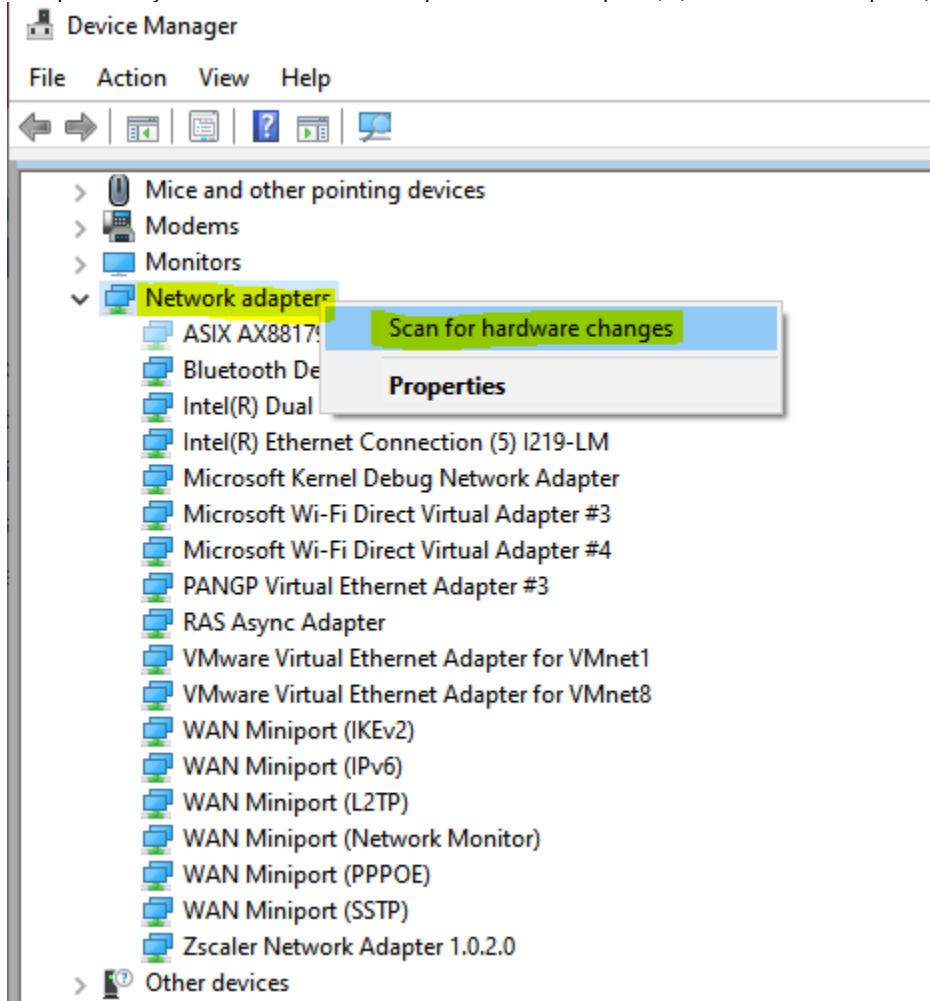 Device Manager
File Action View Help
Mice and other pointing devices
Modems
Monitors
Network adapters
Scan for hardware changes
ASIX AX88179
Bluetooth De
Properties
Intel(R) Dual
Intel(R) Ethernet Connection (5) I219-LM
Microsoft Kernel Debug Network Adapter
Microsoft Wi-Fi Direct Virtual Adapter #3
Microsoft Wi-Fi Direct Virtual Adapter #4
PANGP Virtual Ethernet Adapter #3
RAS Async Adapter
VMware Virtual Ethernet Adapter for VMnet1
VMware Virtual Ethernet Adapter for VMnet8
WAN Miniport (IKEv2)
WAN Miniport (IPv6)
WAN Miniport (L2TP)
WAN Miniport (Network Monitor)
WAN Miniport (PPPOE)
WAN Miniport (SSTP)
Zscaler Network Adapter 1.0.2.0
Other devices